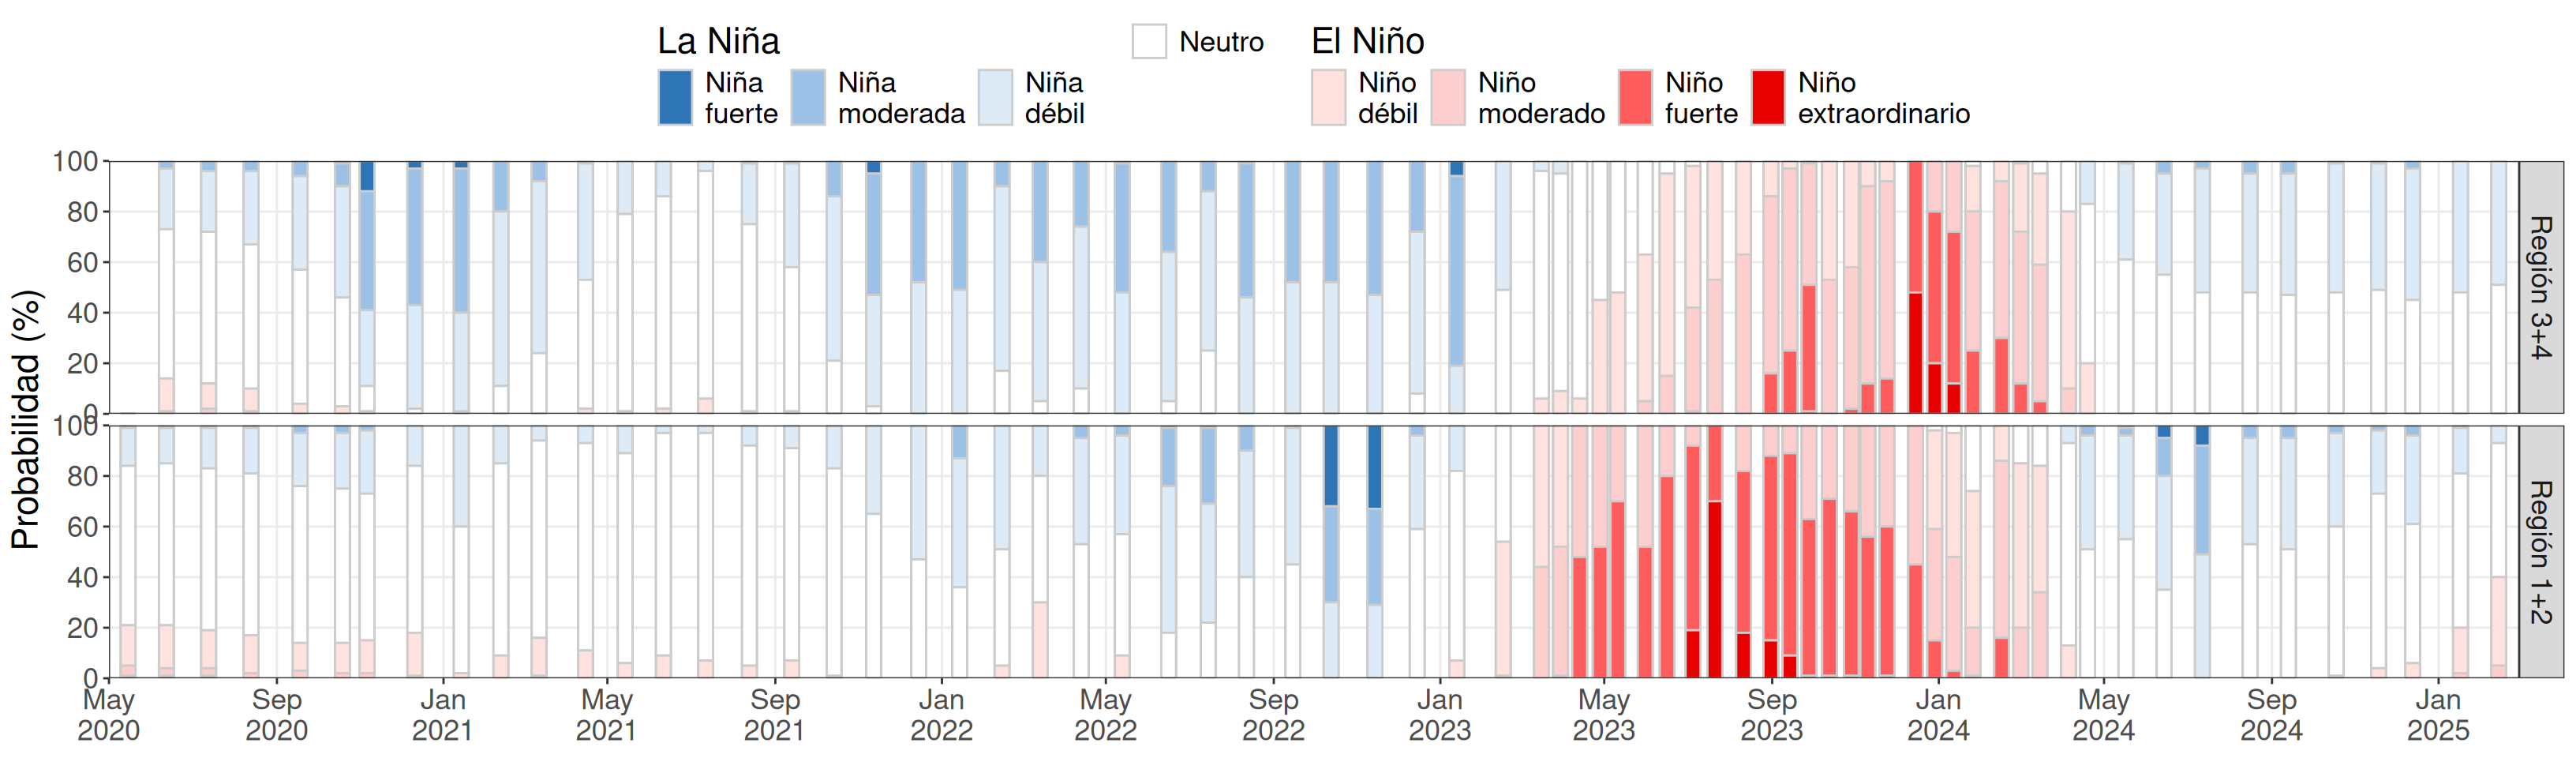 La Niña
Neutro
El Niño
Niña fuerte
Niña moderada
Niña débil
Niño débil
Niño moderado
Niño fuerte
Niño extraordinario
Probabilidad (%)
100
80
60
40
20
0
Región 3+4
100
80
60
40
20
0
Región 1+2
May 2020
Sep 2020
Jan 2021
May 2021
Sep 2021
Jan 2022
May 2022
Sep 2022
Jan 2023
May 2023
Sep 2023
Jan 2024
May 2024
Sep 2024
Jan 2025